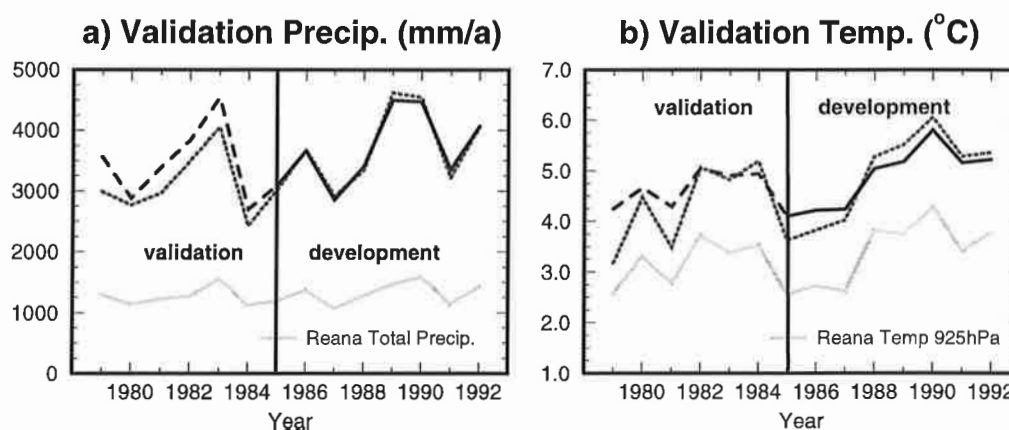 a) Validation Precip. (mm/a)
5000
4000
3000
2000
1000
0
validation
development
Reana Total Precip.
1980 1982 1984 1986 1988 1990 1992
Year
b) Validation Temp. (°C)
7.0
6.0
5.0
4.0
3.0
2.0
1.0
validation
development
Reana Temp 925hPa
1980 1982 1984 1986 1988 1990 1992
Year